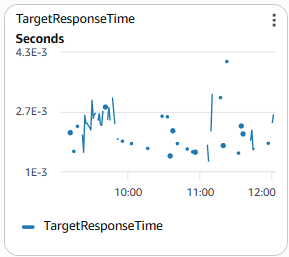 TargetResponseTime
Seconds
4.3E-3
2.7E-3
1E-3
10:00 11:00 12:00
TargetResponseTime